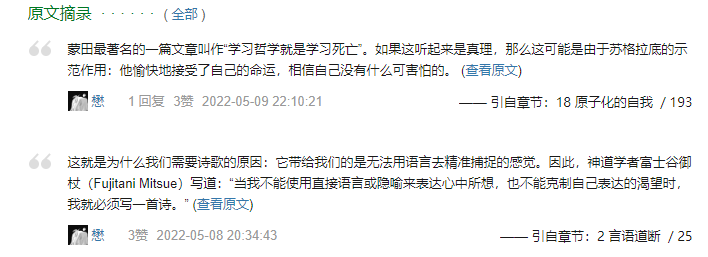 原文摘录 · · · · · · ( 全部 )
蒙田最著名的一篇文章叫作“学习哲学就是学习死亡”。如果这听起来是真理，那么这可能是由于苏格拉底的示
范作用：他愉快地接受了自己的命运，相信自己没有什么可害怕的。 (查看原文)
懋 1 回复 3赞 2022-05-09 22:10:21 —— 引自章节：18 原子化的自我 / 193
这就是为什么我们需要诗歌的原因：它带给我们的是无法用语言去精准捕捉的感觉。因此，神道学者富士谷御
杖（Fujitani Mitsue）写道：“当我不能使用直接语言或隐喻来表达心中所想，也不能克制自己表达的渴望时，
我就必须写一首诗。” (查看原文)
懋 3赞 2022-05-08 20:34:43 —— 引自章节：2 言语道断 / 25